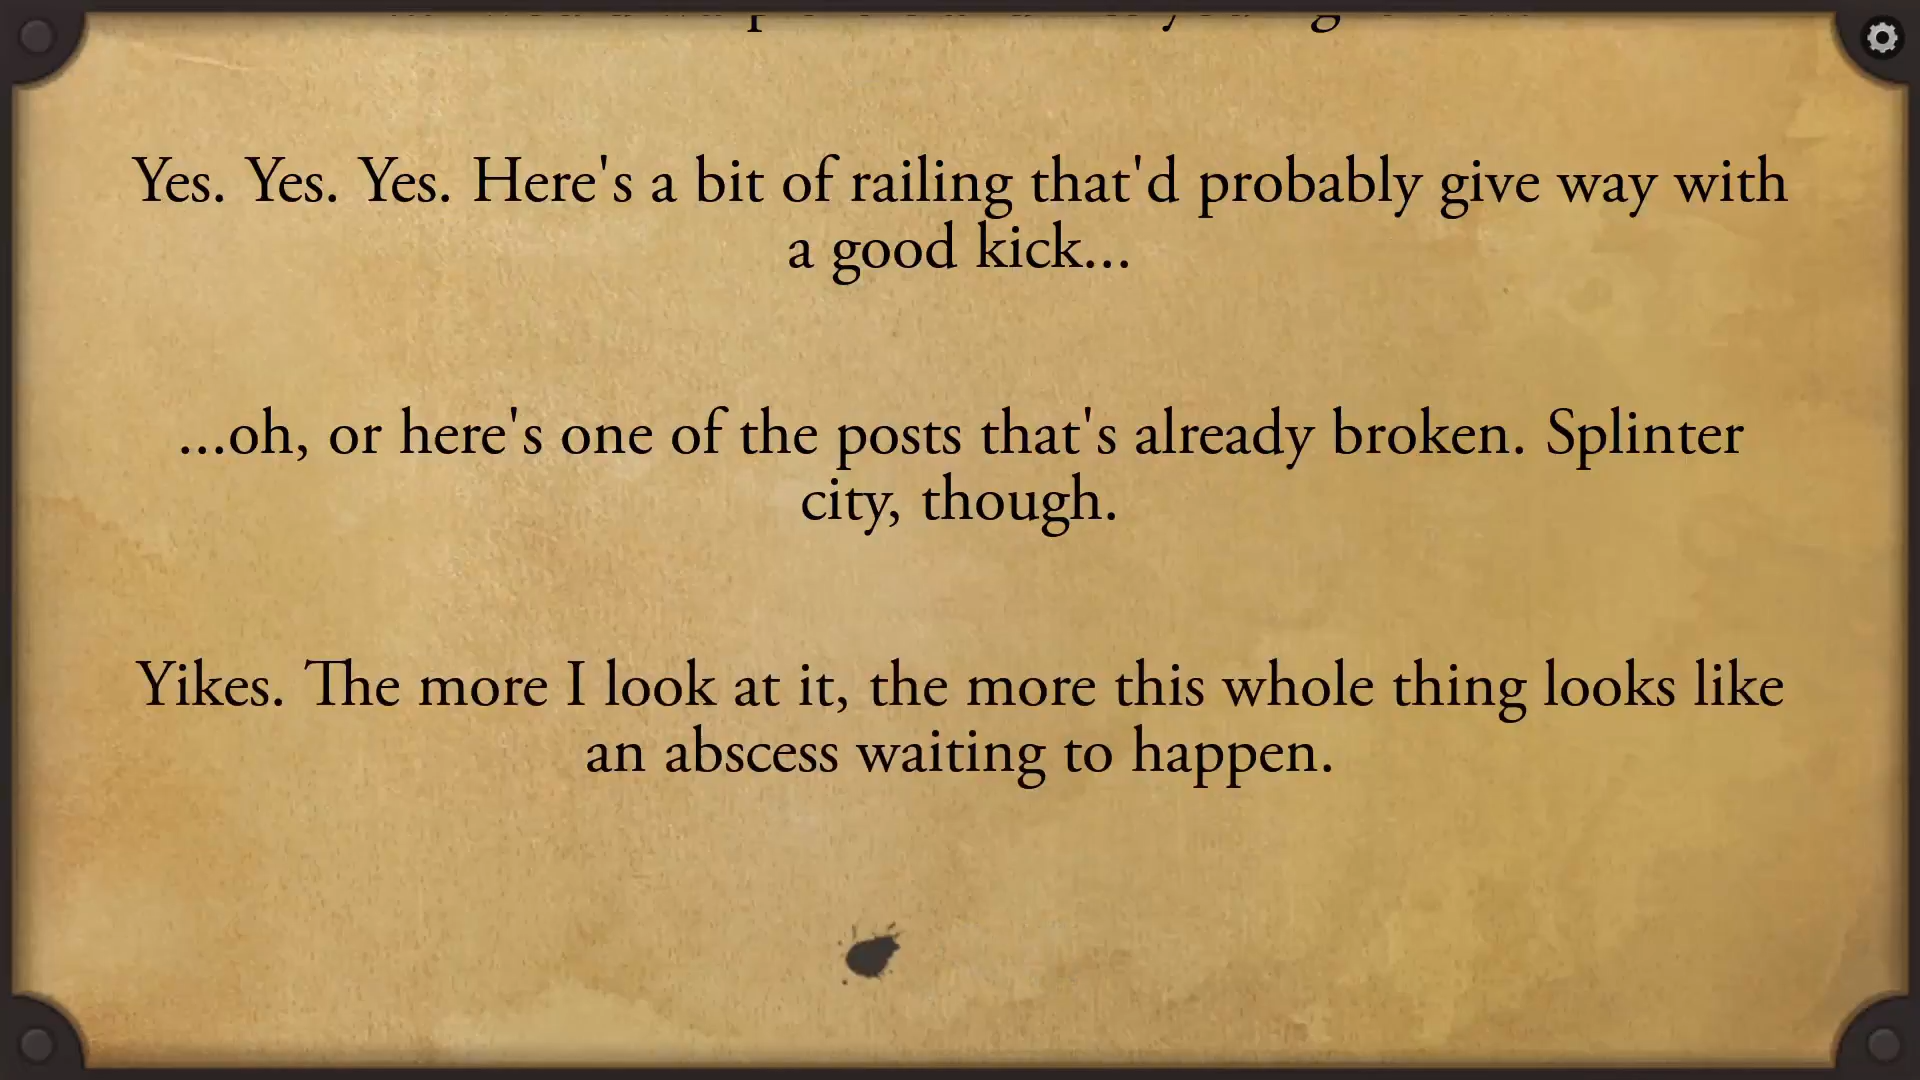 Yes. Yes. Yes. Here's a bit of railing that'd probably give way with
a good kick...
...oh, or here's one of the posts that's already broken. Splinter
city, though.
Yikes. The more I look at it, the more this whole thing looks like
an abscess waiting to happen.